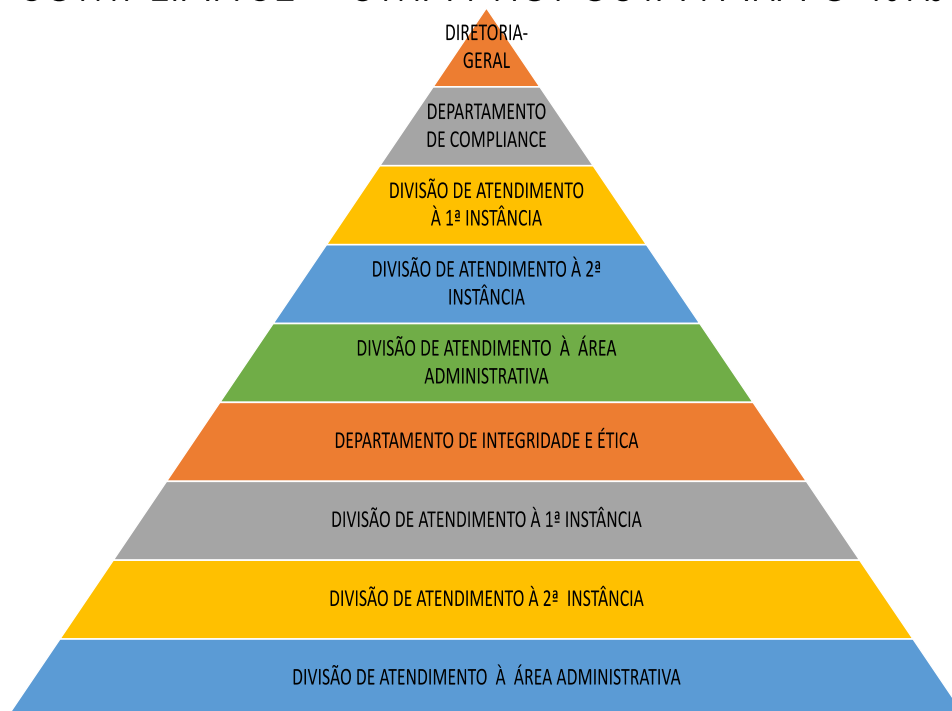 DIRETORIA-
GERAL
DEPARTAMENTO
DE COMPLIANCE
DIVISÃO DE ATENDIMENTO
À 1ª INSTÂNCIA
DIVISÃO DE ATENDIMENTO À 2ª
INSTÂNCIA
DIVISÃO DE ATENDIMENTO À ÁREA
ADMINISTRATIVA
DEPARTAMENTO DE INTEGRIDADE E ÉTICA
DIVISÃO DE ATENDIMENTO À 1ª INSTÂNCIA
DIVISÃO DE ATENDIMENTO À 2ª INSTÂNCIA
DIVISÃO DE ATENDIMENTO À ÁREA ADMINISTRATIVA